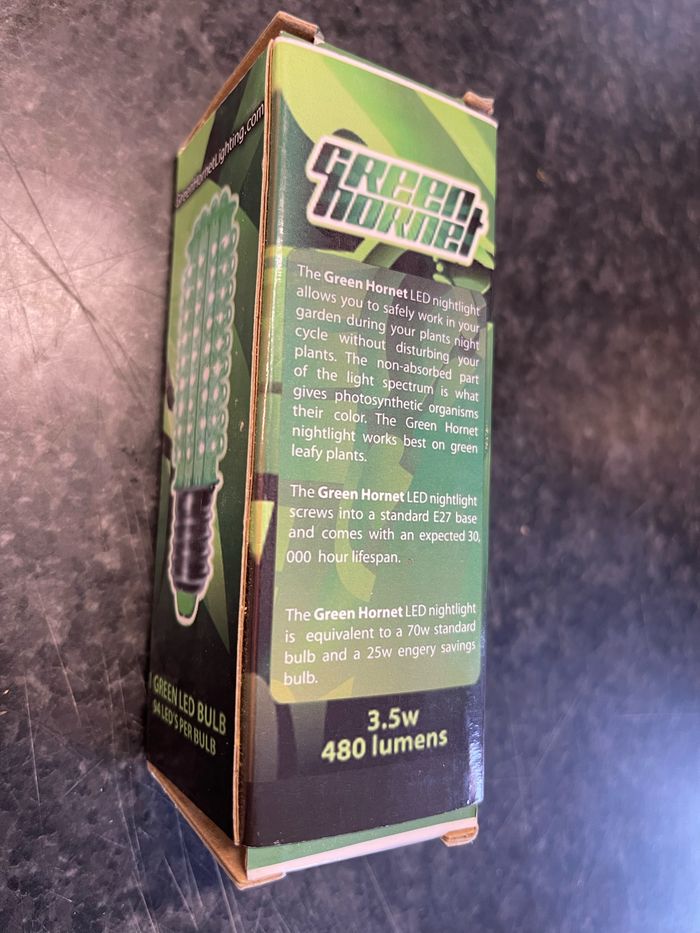 GreenHornetLighting.com
1 GREEN LED BULB
94 LED'S PER BULB
GREEN
HORNET
The Green Hornet LED nightlight
allows you to safely work in your
garden during your plants night
cycle without disturbing your
plants. The non-absorbed part
of the light spectrum is what
gives photosynthetic organisms
their color. The Green Hornet
nightlight works best on green
leafy plants.
The Green Hornet LED nightlight
screws into a standard E27 base
and comes with an expected 30,
000 hour lifespan.
The Green Hornet LED nightlight
is equivalent to a 70w standard
bulb and a 25w engery savings
bulb.
3.5w
480 lumens